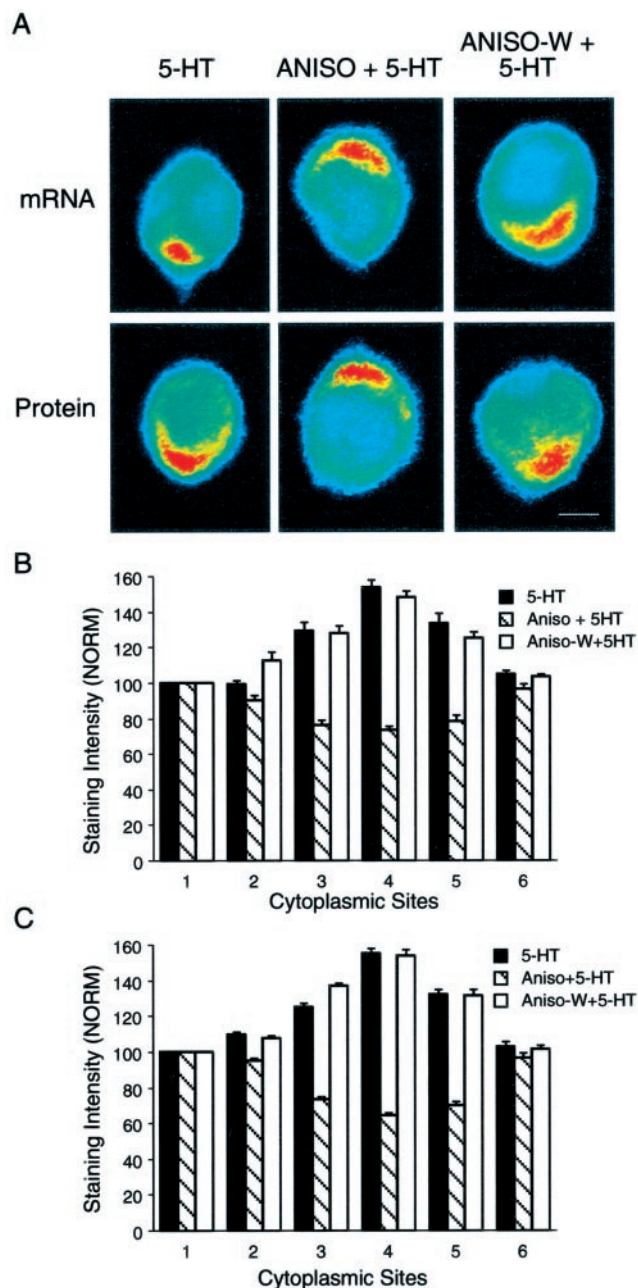 A
5-HT
ANISO + 5-HT
ANISO-W +
5-HT
mRNA
Protein
B
160
140
120
100
80
60
40
20
0
Staining Intensity (NORM)
5-HT
Aniso + 5HT
Aniso-W+5HT
1 2 3 4 5 6
Cytoplasmic Sites
C
160
140
120
100
80
60
40
20
0
Staining Intensity (NORM)
5-HT
Aniso+5-HT
Aniso-W+5-HT
1 2 3 4 5 6
Cytoplasmic Sites